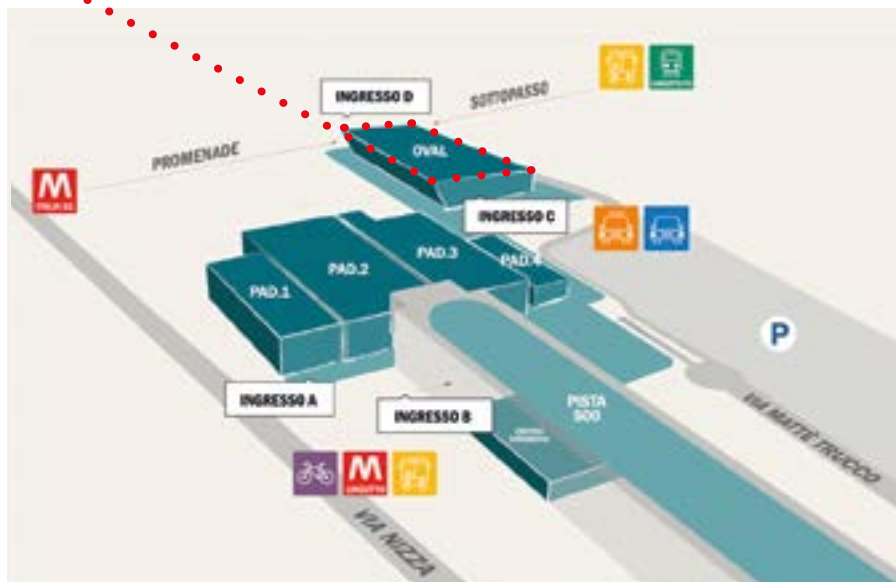 INGRESSO D
SOTTOPASSO
OVAL
PROMENADE
M
INGRESSO C
PAD.3
PAD.4
PAD.2
PAD.1
P
INGRESSO A
INGRESSO B
PISTA
500
VIA MATTÈ TRUCCO
M
LINGOTTO
VIA NIZZA